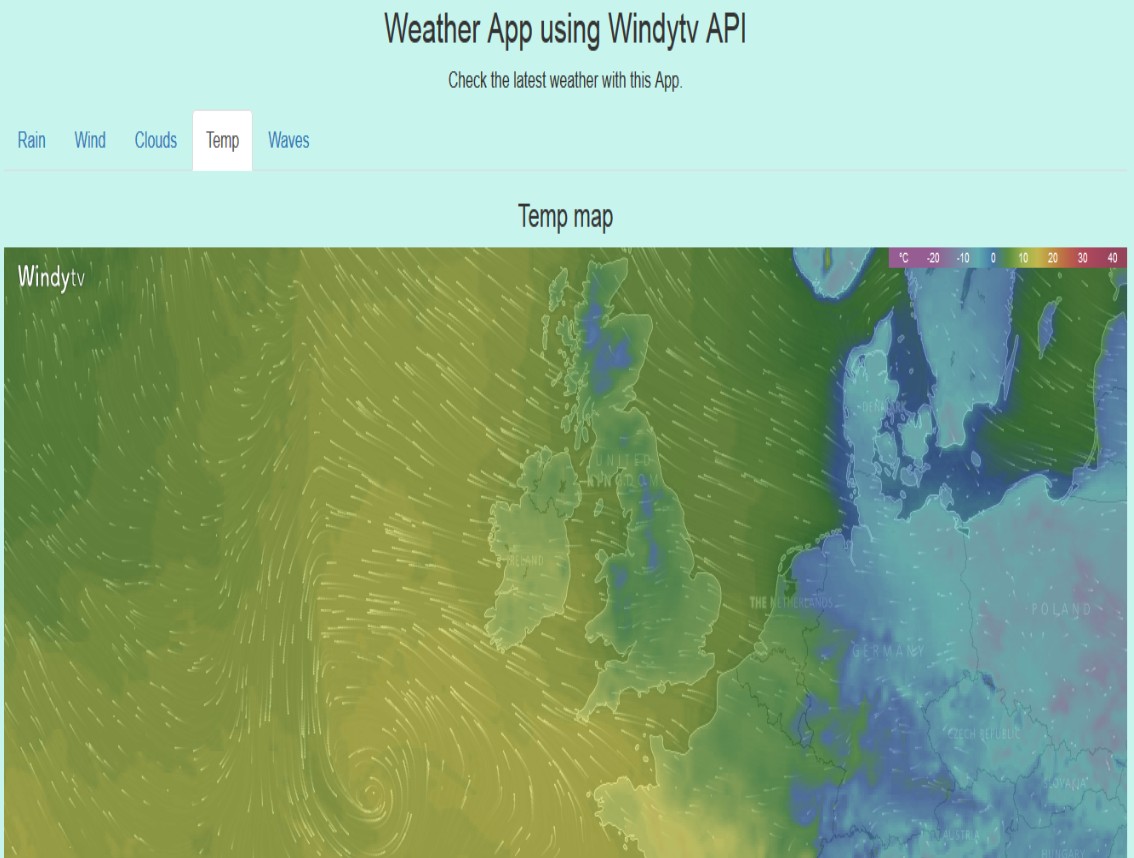 Weather App using Windytv API
Check the latest weather with this App.
Rain Wind Clouds Temp Waves
Temp map
Windytv
°C -20 -10 0 10 20 30 40
DENMARK
UNITED
KINGDOM
IRELAND
THE NETHERLANDS
POLAND
GERMANY
CZECH REPUBLIC
SLOVAKIA
AUSTRIA
HUNGARY